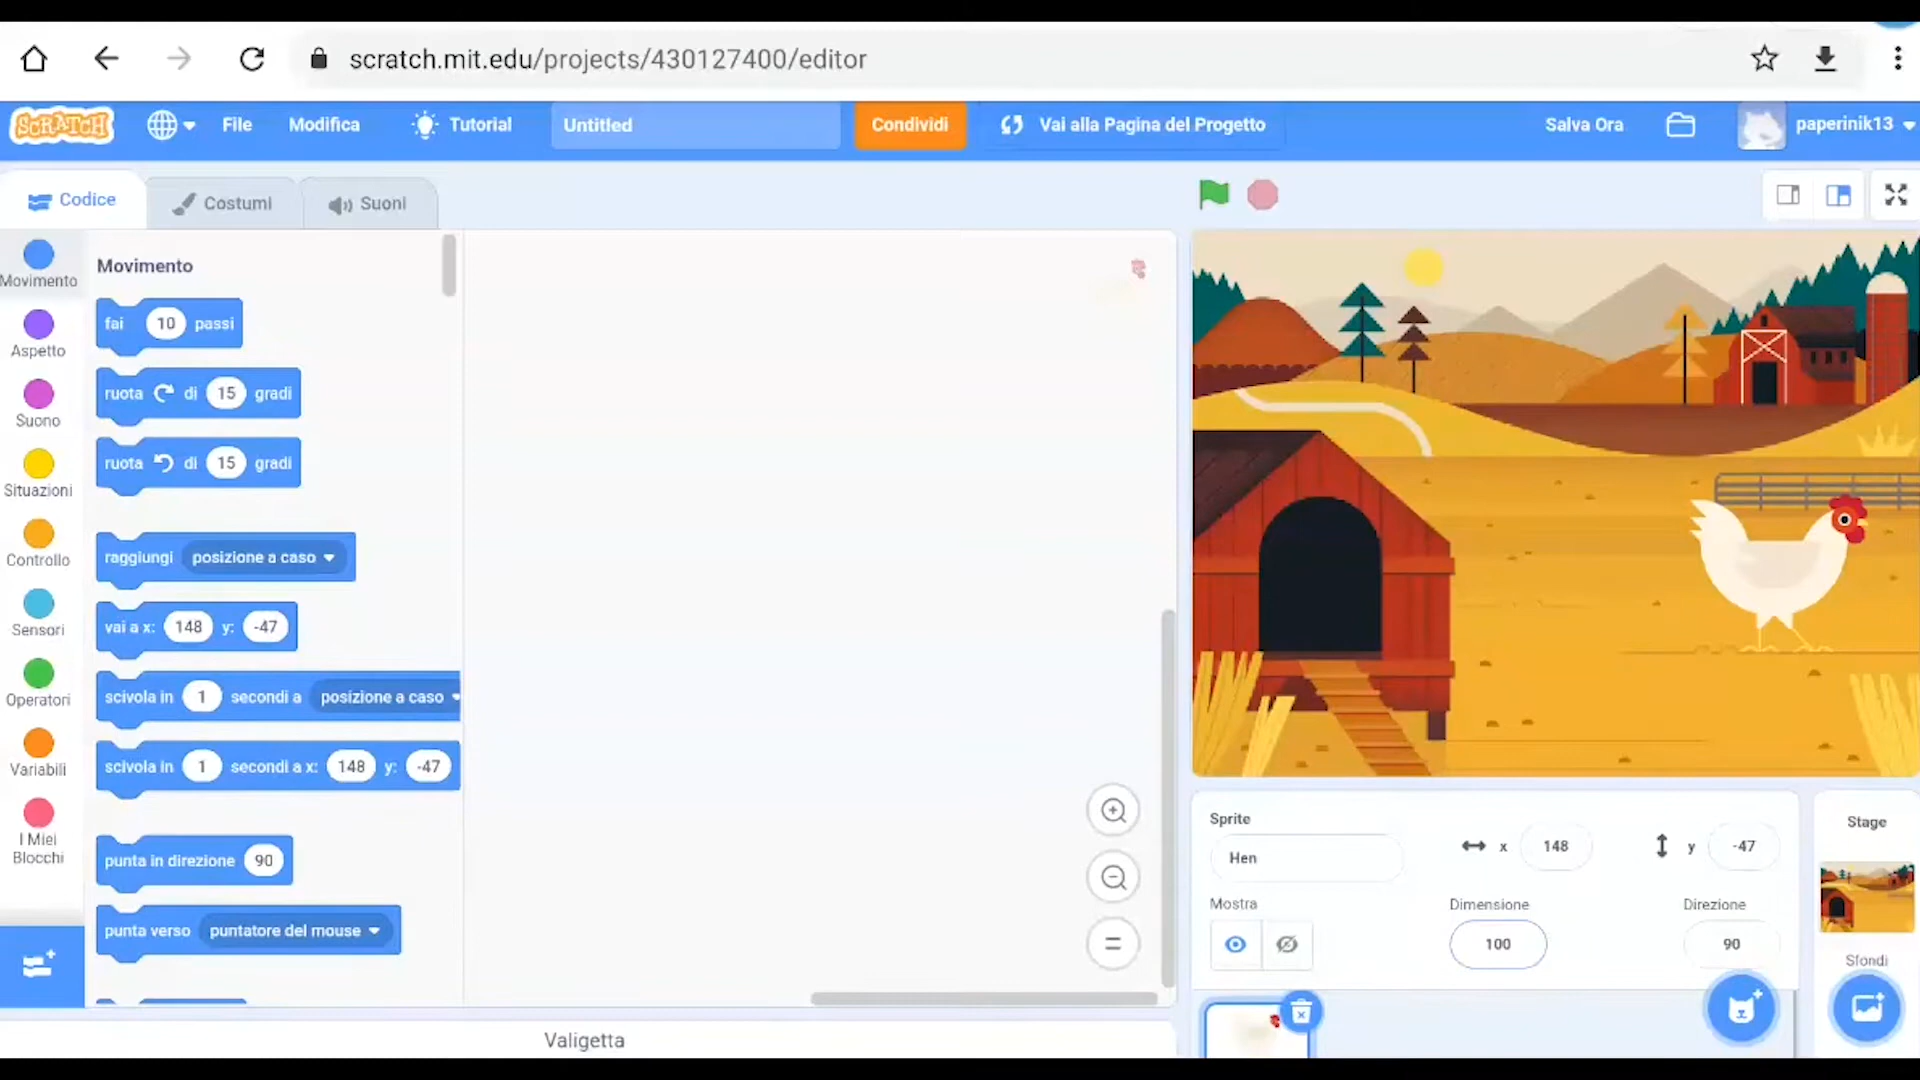 scratch.mit.edu/projects/430127400/editor
SCRATCH File Modifica Tutorial Untitled Condividi Vai alla Pagina del Progetto Salva Ora paperinik13
Codice Costumi Suoni
Movimento
Aspetto
Suono
Situazioni
Controllo
Sensori
Operatori
Variabili
I Miei
Blocchi
Movimento
fai 10 passi
ruota di 15 gradi
ruota di 15 gradi
raggiungi posizione a caso
vai a x: 148 y: -47
scivola in 1 secondi a posizione a caso
scivola in 1 secondi a x: 148 y: -47
punta in direzione 90
punta verso puntatore del mouse
Valigetta
Sprite
Hen
x 148
y -47
Mostra
Dimensione
100
Direzione
90
Stage
Sfondi